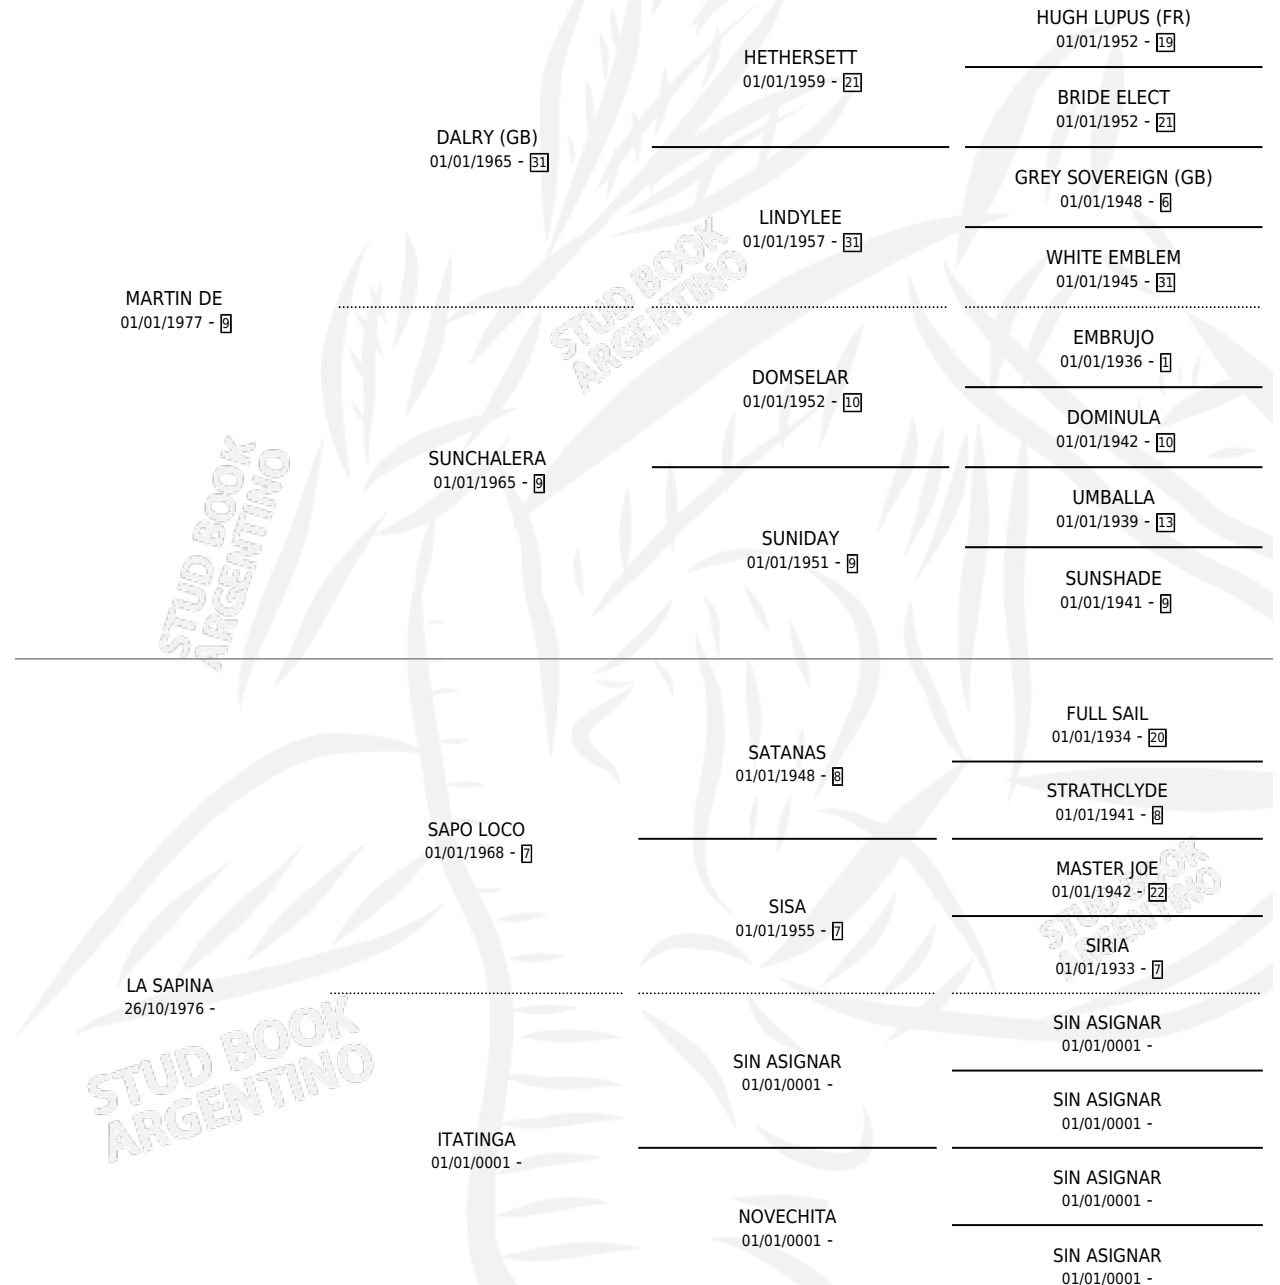 HUGH LUPUS (FR)
01/01/1952 - 19
HETHERSETT
01/01/1959 - 21
BRIDE ELECT
01/01/1952 - 21
DALRY (GB)
01/01/1965 - 31
GREY SOVEREIGN (GB)
01/01/1948 - 6
LINDYLEE
01/01/1957 - 31
WHITE EMBLEM
01/01/1945 - 31
MARTIN DE
01/01/1977 - 9
EMBRUJO
01/01/1936 - 1
DOMSELAR
01/01/1952 - 10
DOMINULA
01/01/1942 - 10
SUNCHALERA
01/01/1965 - 9
UMBALLA
01/01/1939 - 13
SUNIDAY
01/01/1951 - 9
SUNSHADE
01/01/1941 - 9
STUD BOOK
ARGENTINO
STUD BOOK
ARGENTINO
FULL SAIL
01/01/1934 - 20
SATANAS
01/01/1948 - 8
STRATHCLYDE
01/01/1941 - 8
SAPO LOCO
01/01/1968 - 7
MASTER JOE
01/01/1942 - 22
SISA
01/01/1955 - 7
SIRIA
01/01/1933 - 7
LA SAPINA
26/10/1976 -
SIN ASIGNAR
01/01/0001 -
SIN ASIGNAR
01/01/0001 -
SIN ASIGNAR
01/01/0001 -
ITATINGA
01/01/0001 -
SIN ASIGNAR
01/01/0001 -
NOVECHITA
01/01/0001 -
SIN ASIGNAR
01/01/0001 -
STUD BOOK
ARGENTINO
STUD BOOK
ARGENTINO